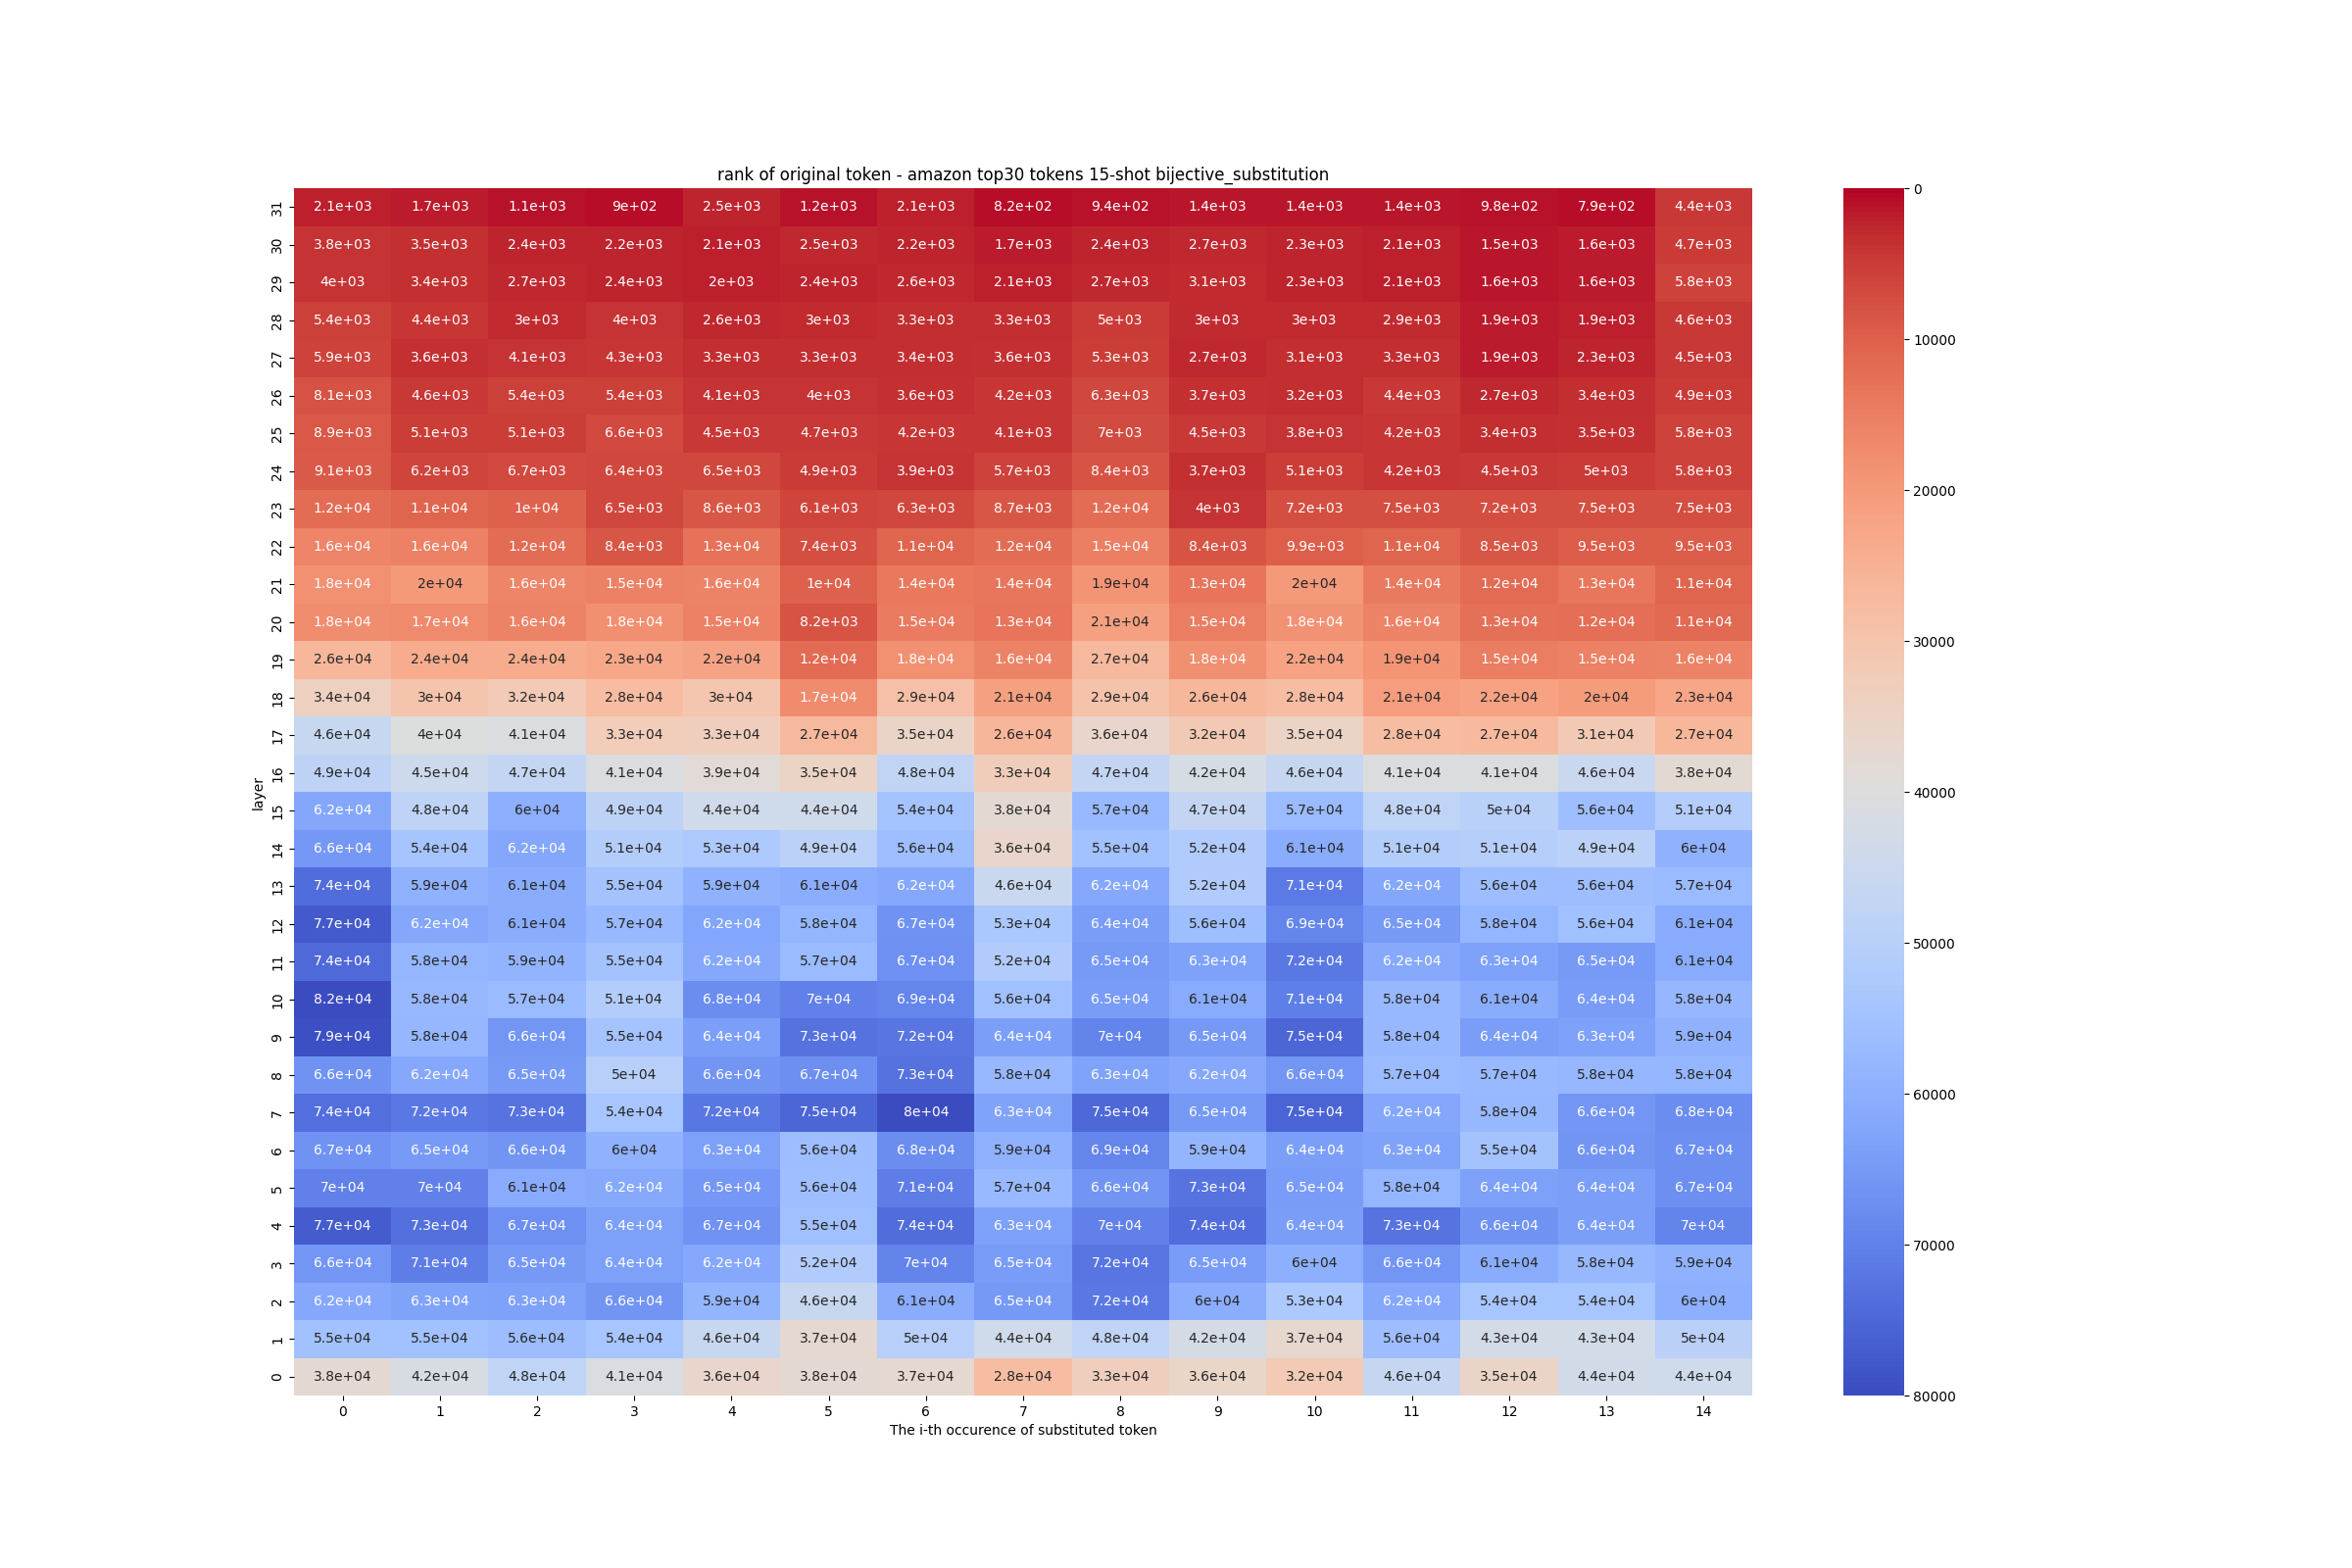 rank of original token - amazon top30 tokens 15-shot bijective_substitution
31 2.1e+03 1.7e+03 1.1e+03 9e+02 2.5e+03 1.2e+03 2.1e+03 8.2e+02 9.4e+02 1.4e+03 1.4e+03 1.4e+03 9.8e+02 7.9e+02 4.4e+03
30 3.8e+03 3.5e+03 2.4e+03 2.2e+03 2.1e+03 2.5e+03 2.2e+03 1.7e+03 2.4e+03 2.7e+03 2.3e+03 2.1e+03 1.5e+03 1.6e+03 4.7e+03
29 4e+03 3.4e+03 2.7e+03 2.4e+03 2e+03 2.4e+03 2.6e+03 2.1e+03 2.7e+03 3.1e+03 2.3e+03 2.1e+03 1.6e+03 1.6e+03 5.8e+03
28 5.4e+03 4.4e+03 3e+03 4e+03 2.6e+03 3e+03 3.3e+03 3.3e+03 5e+03 3e+03 3e+03 2.9e+03 1.9e+03 1.9e+03 4.6e+03
27 5.9e+03 3.6e+03 4.1e+03 4.3e+03 3.3e+03 3.3e+03 3.4e+03 3.6e+03 5.3e+03 2.7e+03 3.1e+03 3.3e+03 1.9e+03 2.3e+03 4.5e+03
26 8.1e+03 4.6e+03 5.4e+03 5.4e+03 4.1e+03 4e+03 3.6e+03 4.2e+03 6.3e+03 3.7e+03 3.2e+03 4.4e+03 2.7e+03 3.4e+03 4.9e+03
25 8.9e+03 5.1e+03 5.1e+03 6.6e+03 4.5e+03 4.7e+03 4.2e+03 4.1e+03 7e+03 4.5e+03 3.8e+03 4.2e+03 3.4e+03 3.5e+03 5.8e+03
24 9.1e+03 6.2e+03 6.7e+03 6.4e+03 6.5e+03 4.9e+03 3.9e+03 5.7e+03 8.4e+03 3.7e+03 5.1e+03 4.2e+03 4.5e+03 5e+03 5.8e+03
23 1.2e+04 1.1e+04 1e+04 6.5e+03 8.6e+03 6.1e+03 6.3e+03 8.7e+03 1.2e+04 4e+03 7.2e+03 7.5e+03 7.2e+03 7.5e+03 7.5e+03
22 1.6e+04 1.6e+04 1.2e+04 8.4e+03 1.3e+04 7.4e+03 1.1e+04 1.2e+04 1.5e+04 8.4e+03 9.9e+03 1.1e+04 8.5e+03 9.5e+03 9.5e+03
21 1.8e+04 2e+04 1.6e+04 1.5e+04 1.6e+04 1e+04 1.4e+04 1.4e+04 1.9e+04 1.3e+04 2e+04 1.4e+04 1.2e+04 1.3e+04 1.1e+04
20 1.8e+04 1.7e+04 1.6e+04 1.8e+04 1.5e+04 8.2e+03 1.5e+04 1.3e+04 2.1e+04 1.5e+04 1.8e+04 1.6e+04 1.3e+04 1.2e+04 1.1e+04
19 2.6e+04 2.4e+04 2.4e+04 2.3e+04 2.2e+04 1.2e+04 1.8e+04 1.6e+04 2.7e+04 1.8e+04 2.2e+04 1.9e+04 1.5e+04 1.5e+04 1.6e+04
18 3.4e+04 3e+04 3.2e+04 2.8e+04 3e+04 1.7e+04 2.9e+04 2.1e+04 2.9e+04 2.6e+04 2.8e+04 2.1e+04 2.2e+04 2e+04 2.3e+04
17 4.6e+04 4e+04 4.1e+04 3.3e+04 3.3e+04 2.7e+04 3.5e+04 2.6e+04 3.6e+04 3.2e+04 3.5e+04 2.8e+04 2.7e+04 3.1e+04 2.7e+04
16 4.9e+04 4.5e+04 4.7e+04 4.1e+04 3.9e+04 3.5e+04 4.8e+04 3.3e+04 4.7e+04 4.2e+04 4.6e+04 4.1e+04 4.1e+04 4.6e+04 3.8e+04
15 6.2e+04 4.8e+04 6e+04 4.9e+04 4.4e+04 4.4e+04 5.4e+04 3.8e+04 5.7e+04 4.7e+04 5.7e+04 4.8e+04 5e+04 5.6e+04 5.1e+04
14 6.6e+04 5.4e+04 6.2e+04 5.1e+04 5.3e+04 4.9e+04 5.6e+04 3.6e+04 5.5e+04 5.2e+04 6.1e+04 5.1e+04 5.1e+04 4.9e+04 6e+04
13 7.4e+04 5.9e+04 6.1e+04 5.5e+04 5.9e+04 6.1e+04 6.2e+04 4.6e+04 6.2e+04 5.2e+04 7.1e+04 6.2e+04 5.6e+04 5.6e+04 5.7e+04
12 7.7e+04 6.2e+04 6.1e+04 5.7e+04 6.2e+04 5.8e+04 6.7e+04 5.3e+04 6.4e+04 5.6e+04 6.9e+04 6.5e+04 5.8e+04 5.6e+04 6.1e+04
11 7.4e+04 5.8e+04 5.9e+04 5.5e+04 6.2e+04 5.7e+04 6.7e+04 5.2e+04 6.5e+04 6.3e+04 7.2e+04 6.2e+04 6.3e+04 6.5e+04 6.1e+04
10 8.2e+04 5.8e+04 5.7e+04 5.1e+04 6.8e+04 7e+04 6.9e+04 5.6e+04 6.5e+04 6.1e+04 7.1e+04 5.8e+04 6.1e+04 6.4e+04 5.8e+04
9 7.9e+04 5.8e+04 6.6e+04 5.5e+04 6.4e+04 7.3e+04 7.2e+04 6.4e+04 7e+04 6.5e+04 7.5e+04 5.8e+04 6.4e+04 6.3e+04 5.9e+04
8 6.6e+04 6.2e+04 6.5e+04 5e+04 6.6e+04 6.7e+04 7.3e+04 5.8e+04 6.3e+04 6.2e+04 6.6e+04 5.7e+04 5.7e+04 5.8e+04 5.8e+04
7 7.4e+04 7.2e+04 7.3e+04 5.4e+04 7.2e+04 7.5e+04 8e+04 6.3e+04 7.5e+04 6.5e+04 7.5e+04 6.2e+04 5.8e+04 6.6e+04 6.8e+04
6 6.7e+04 6.5e+04 6.6e+04 6e+04 6.3e+04 5.6e+04 6.8e+04 5.9e+04 6.9e+04 5.9e+04 6.4e+04 6.3e+04 5.5e+04 6.6e+04 6.7e+04
5 7e+04 7e+04 6.1e+04 6.2e+04 6.5e+04 5.6e+04 7.1e+04 5.7e+04 6.6e+04 7.3e+04 6.5e+04 5.8e+04 6.4e+04 6.4e+04 6.7e+04
4 7.7e+04 7.3e+04 6.7e+04 6.4e+04 6.7e+04 5.5e+04 7.4e+04 6.3e+04 7e+04 7.4e+04 6.4e+04 7.3e+04 6.6e+04 6.4e+04 7e+04
3 6.6e+04 7.1e+04 6.5e+04 6.4e+04 6.2e+04 5.2e+04 7e+04 6.5e+04 7.2e+04 6.5e+04 6e+04 6.6e+04 6.1e+04 5.8e+04 5.9e+04
2 6.2e+04 6.3e+04 6.3e+04 6.6e+04 5.9e+04 4.6e+04 6.1e+04 6.5e+04 7.2e+04 6e+04 5.3e+04 6.2e+04 5.4e+04 5.4e+04 6e+04
1 5.5e+04 5.5e+04 5.6e+04 5.4e+04 4.6e+04 3.7e+04 5e+04 4.4e+04 4.8e+04 4.2e+04 3.7e+04 5.6e+04 4.3e+04 4.3e+04 5e+04
0 3.8e+04 4.2e+04 4.8e+04 4.1e+04 3.6e+04 3.8e+04 3.7e+04 2.8e+04 3.3e+04 3.6e+04 3.2e+04 4.6e+04 3.5e+04 4.4e+04 4.4e+04
0 1 2 3 4 5 6 7 8 9 10 11 12 13 14
The i-th occurence of substituted token
layer
0
10000
20000
30000
40000
50000
60000
70000
80000